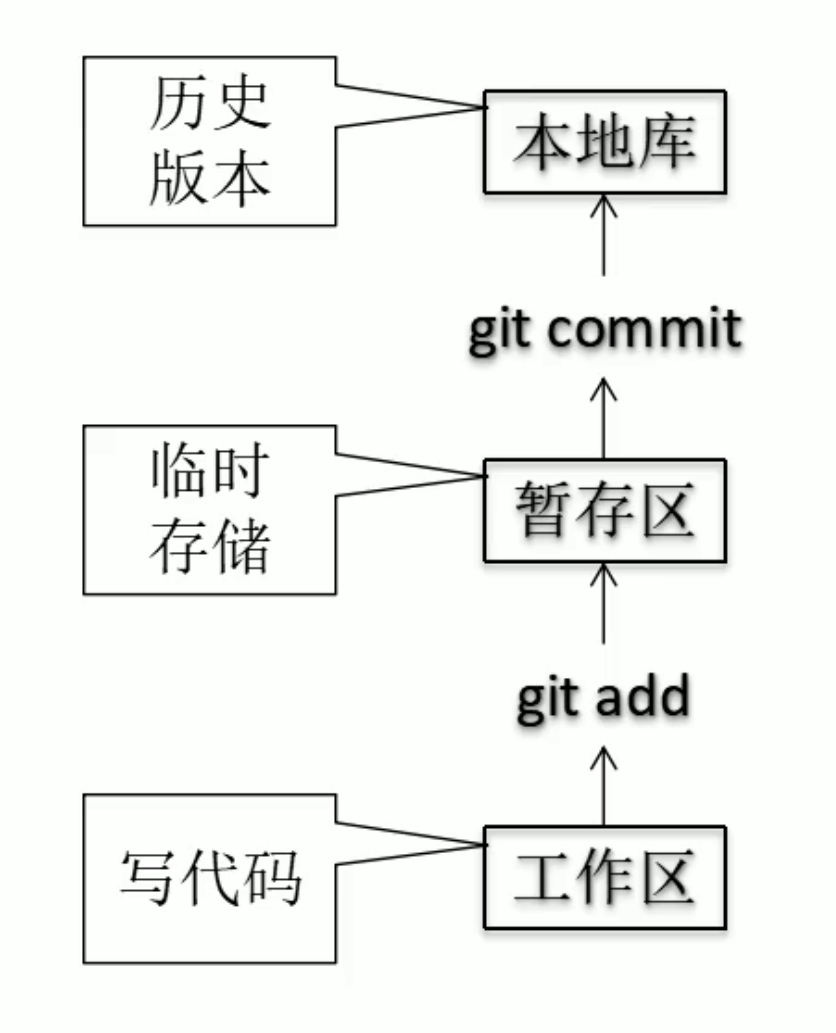 历史
版本
本地库
git commit
临时
存储
暂存区
git add
写代码
工作区